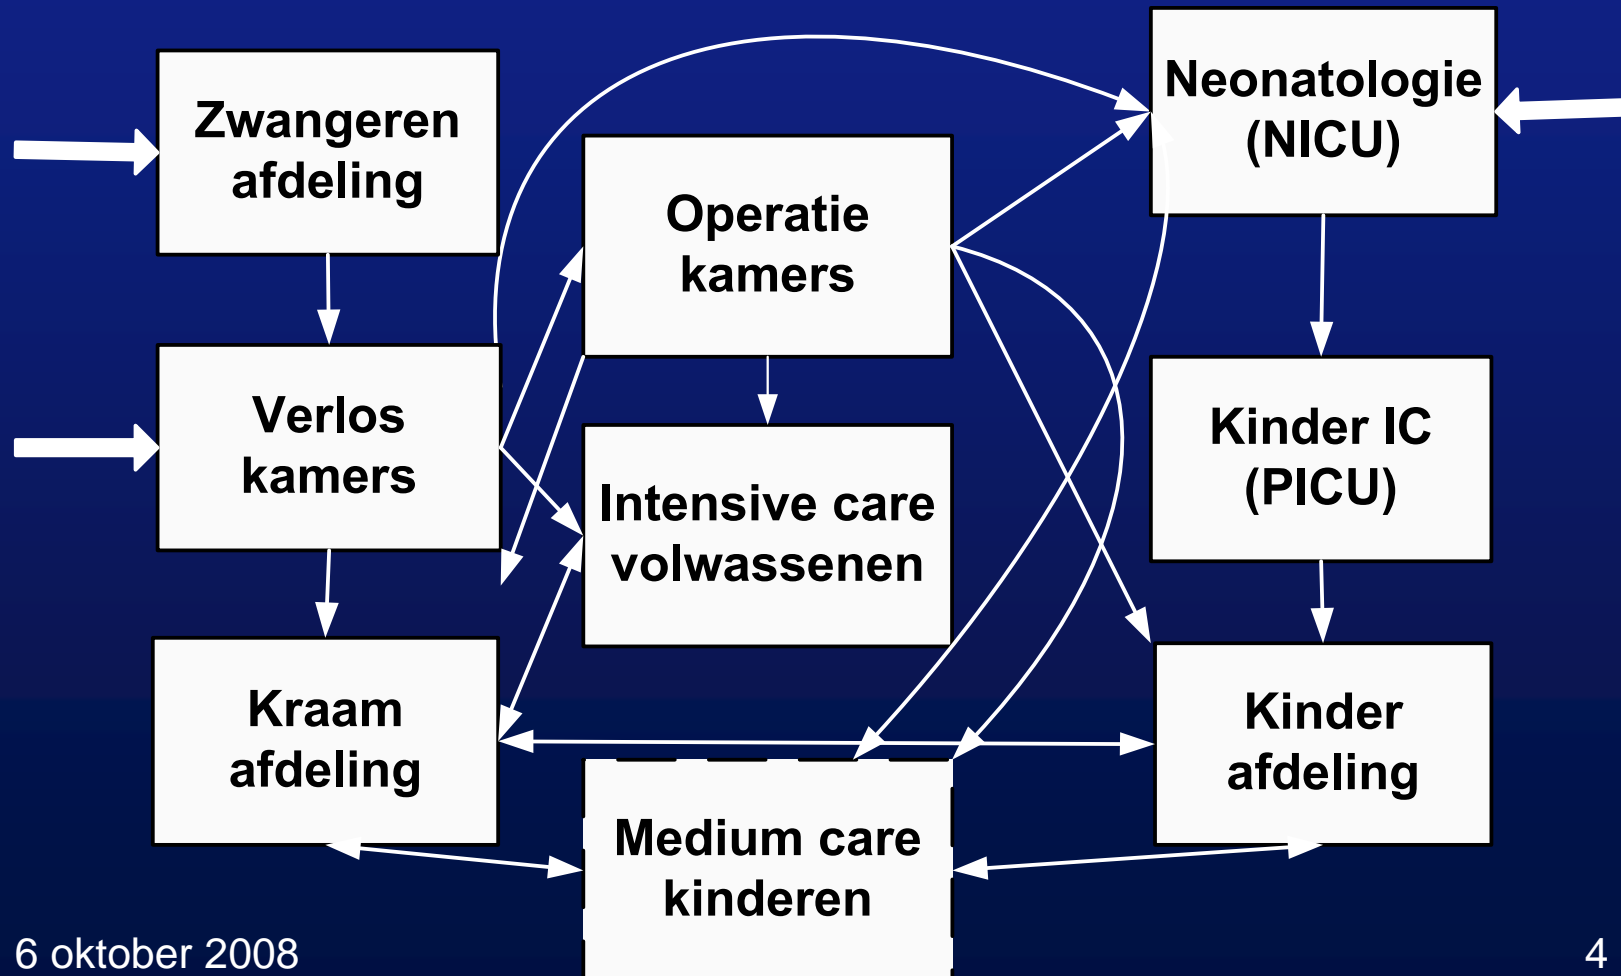 Zwangeren
afdeling
Verlos
kamers
Kraam
afdeling
Operatie
kamers
Intensive care
volwassenen
Medium care
kinderen
Neonatologie
(NICU)
Kinder IC
(PICU)
Kinder
afdeling
6 oktober 2008
4